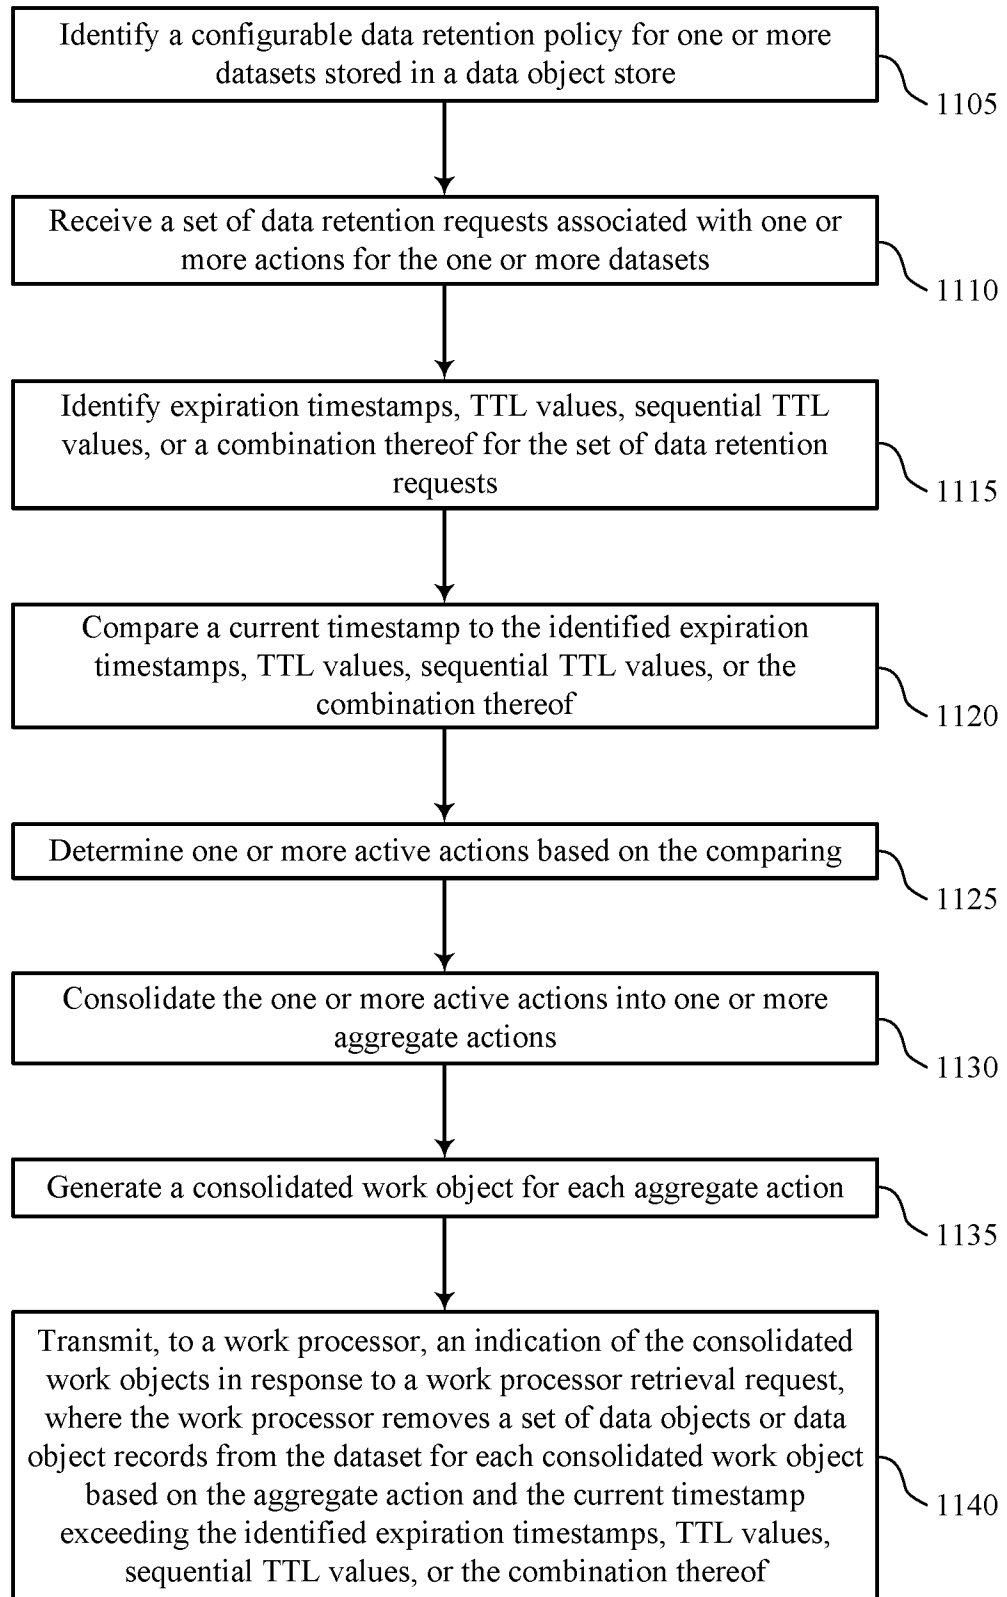 Identify a configurable data retention policy for one or more
datasets stored in a data object store
1105
Receive a set of data retention requests associated with one or
more actions for the one or more datasets
1110
Identify expiration timestamps, TTL values, sequential TTL
values, or a combination thereof for the set of data retention
requests
1115
Compare a current timestamp to the identified expiration
timestamps, TTL values, sequential TTL values, or the
combination thereof
1120
Determine one or more active actions based on the comparing
1125
Consolidate the one or more active actions into one or more
aggregate actions
1130
Generate a consolidated work object for each aggregate action
1135
Transmit, to a work processor, an indication of the consolidated
work objects in response to a work processor retrieval request,
where the work processor removes a set of data objects or data
object records from the dataset for each consolidated work object
based on the aggregate action and the current timestamp
exceeding the identified expiration timestamps, TTL values,
sequential TTL values, or the combination thereof
1140